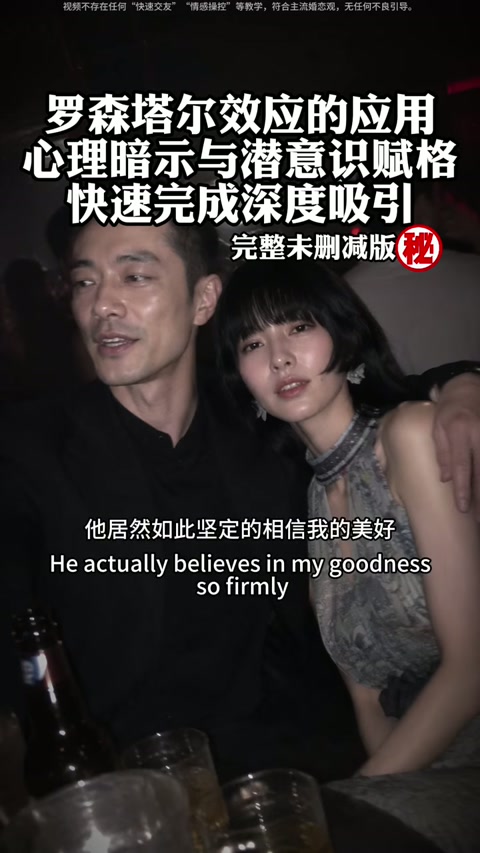 视频不存在任何“快速交友”“情感操控”等教学，符合主流婚恋观，无任何不良引导。
罗森塔尔效应的应用
心理暗示与潜意识赋格
快速完成深度吸引
完整未删减版 秘
他居然如此坚定的相信我的美好
He actually believes in my goodness
so firmly